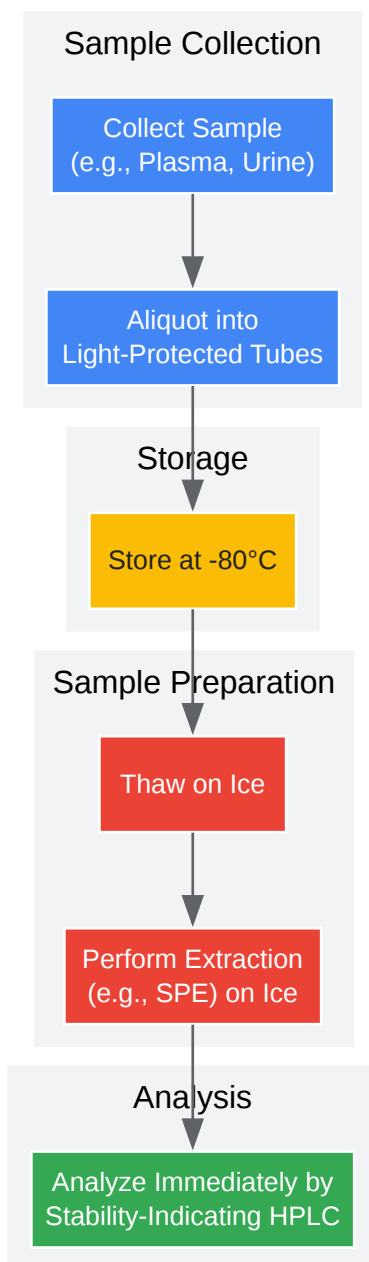 Sample Collection
Collect Sample
(e.g., Plasma, Urine)
Aliquot into
Light-Protected Tubes
Storage
Store at -80°C
Sample Preparation
Thaw on Ice
Perform Extraction
(e.g., SPE) on Ice
Analysis
Analyze Immediately by
Stability-Indicating HPLC